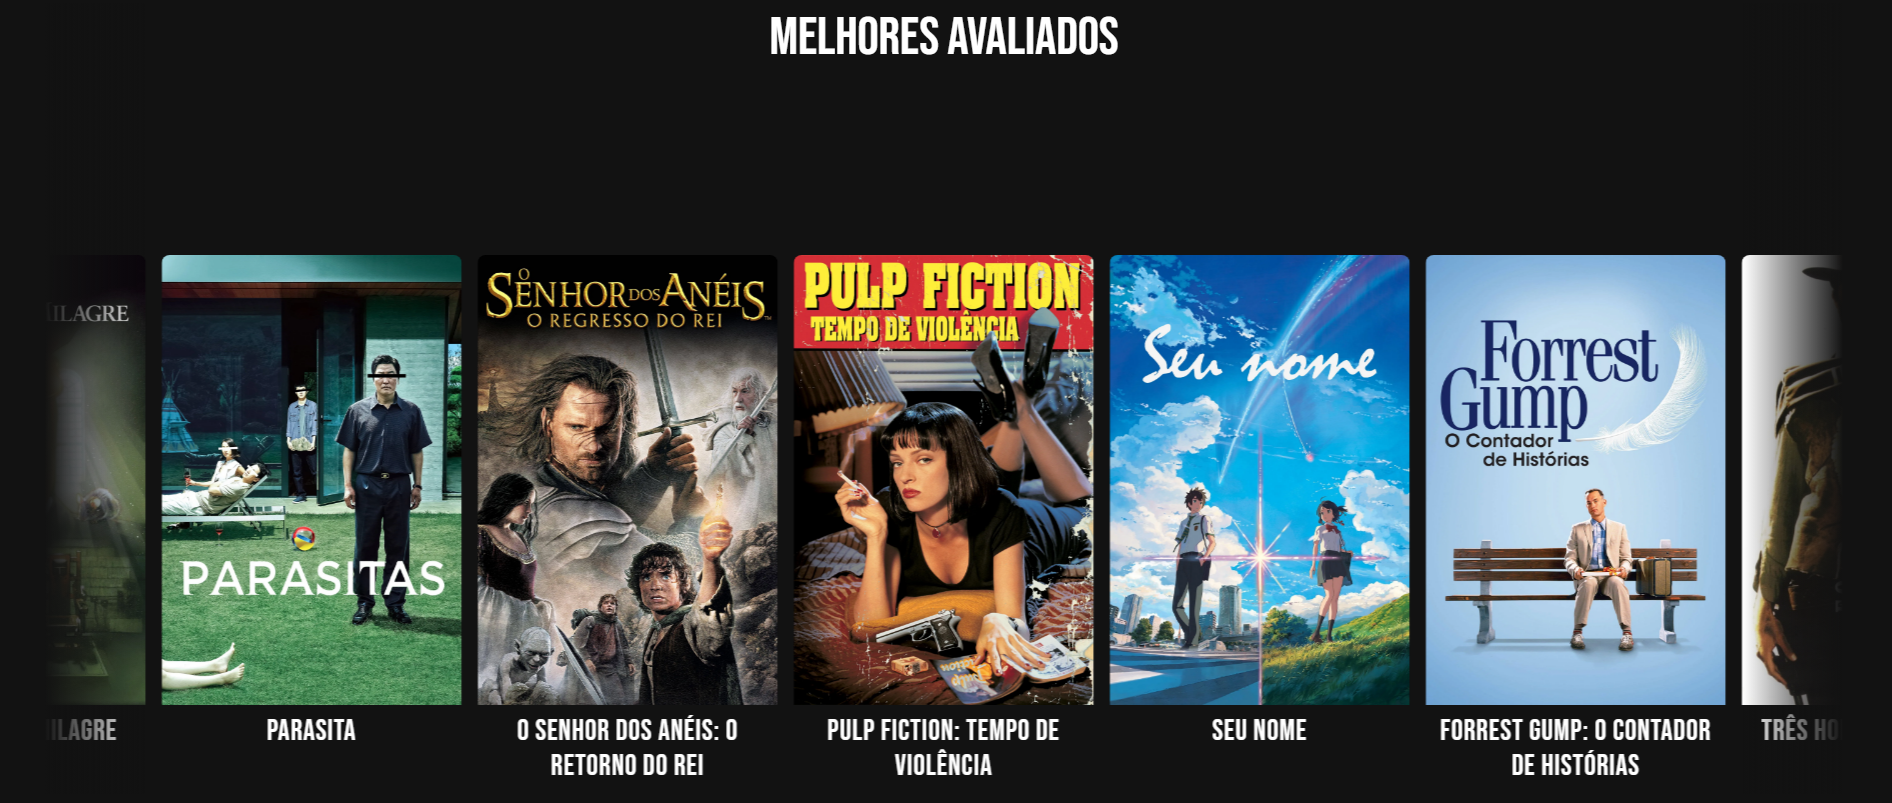 MELHORES AVALIADOS
O
SENHOR DOS ANÉIS
O REGRESSO DO REI
PULP FICTION
TEMPO DE VIOLÊNCIA
Seu nome
Forrest
Gump
O Contador
de Histórias
PARASITAS
PARASITA
O SENHOR DOS ANÉIS: O
RETORNO DO REI
PULP FICTION: TEMPO DE
VIOLÊNCIA
SEU NOME
FORREST GUMP: O CONTADOR
DE HISTÓRIAS
TRÊS HO